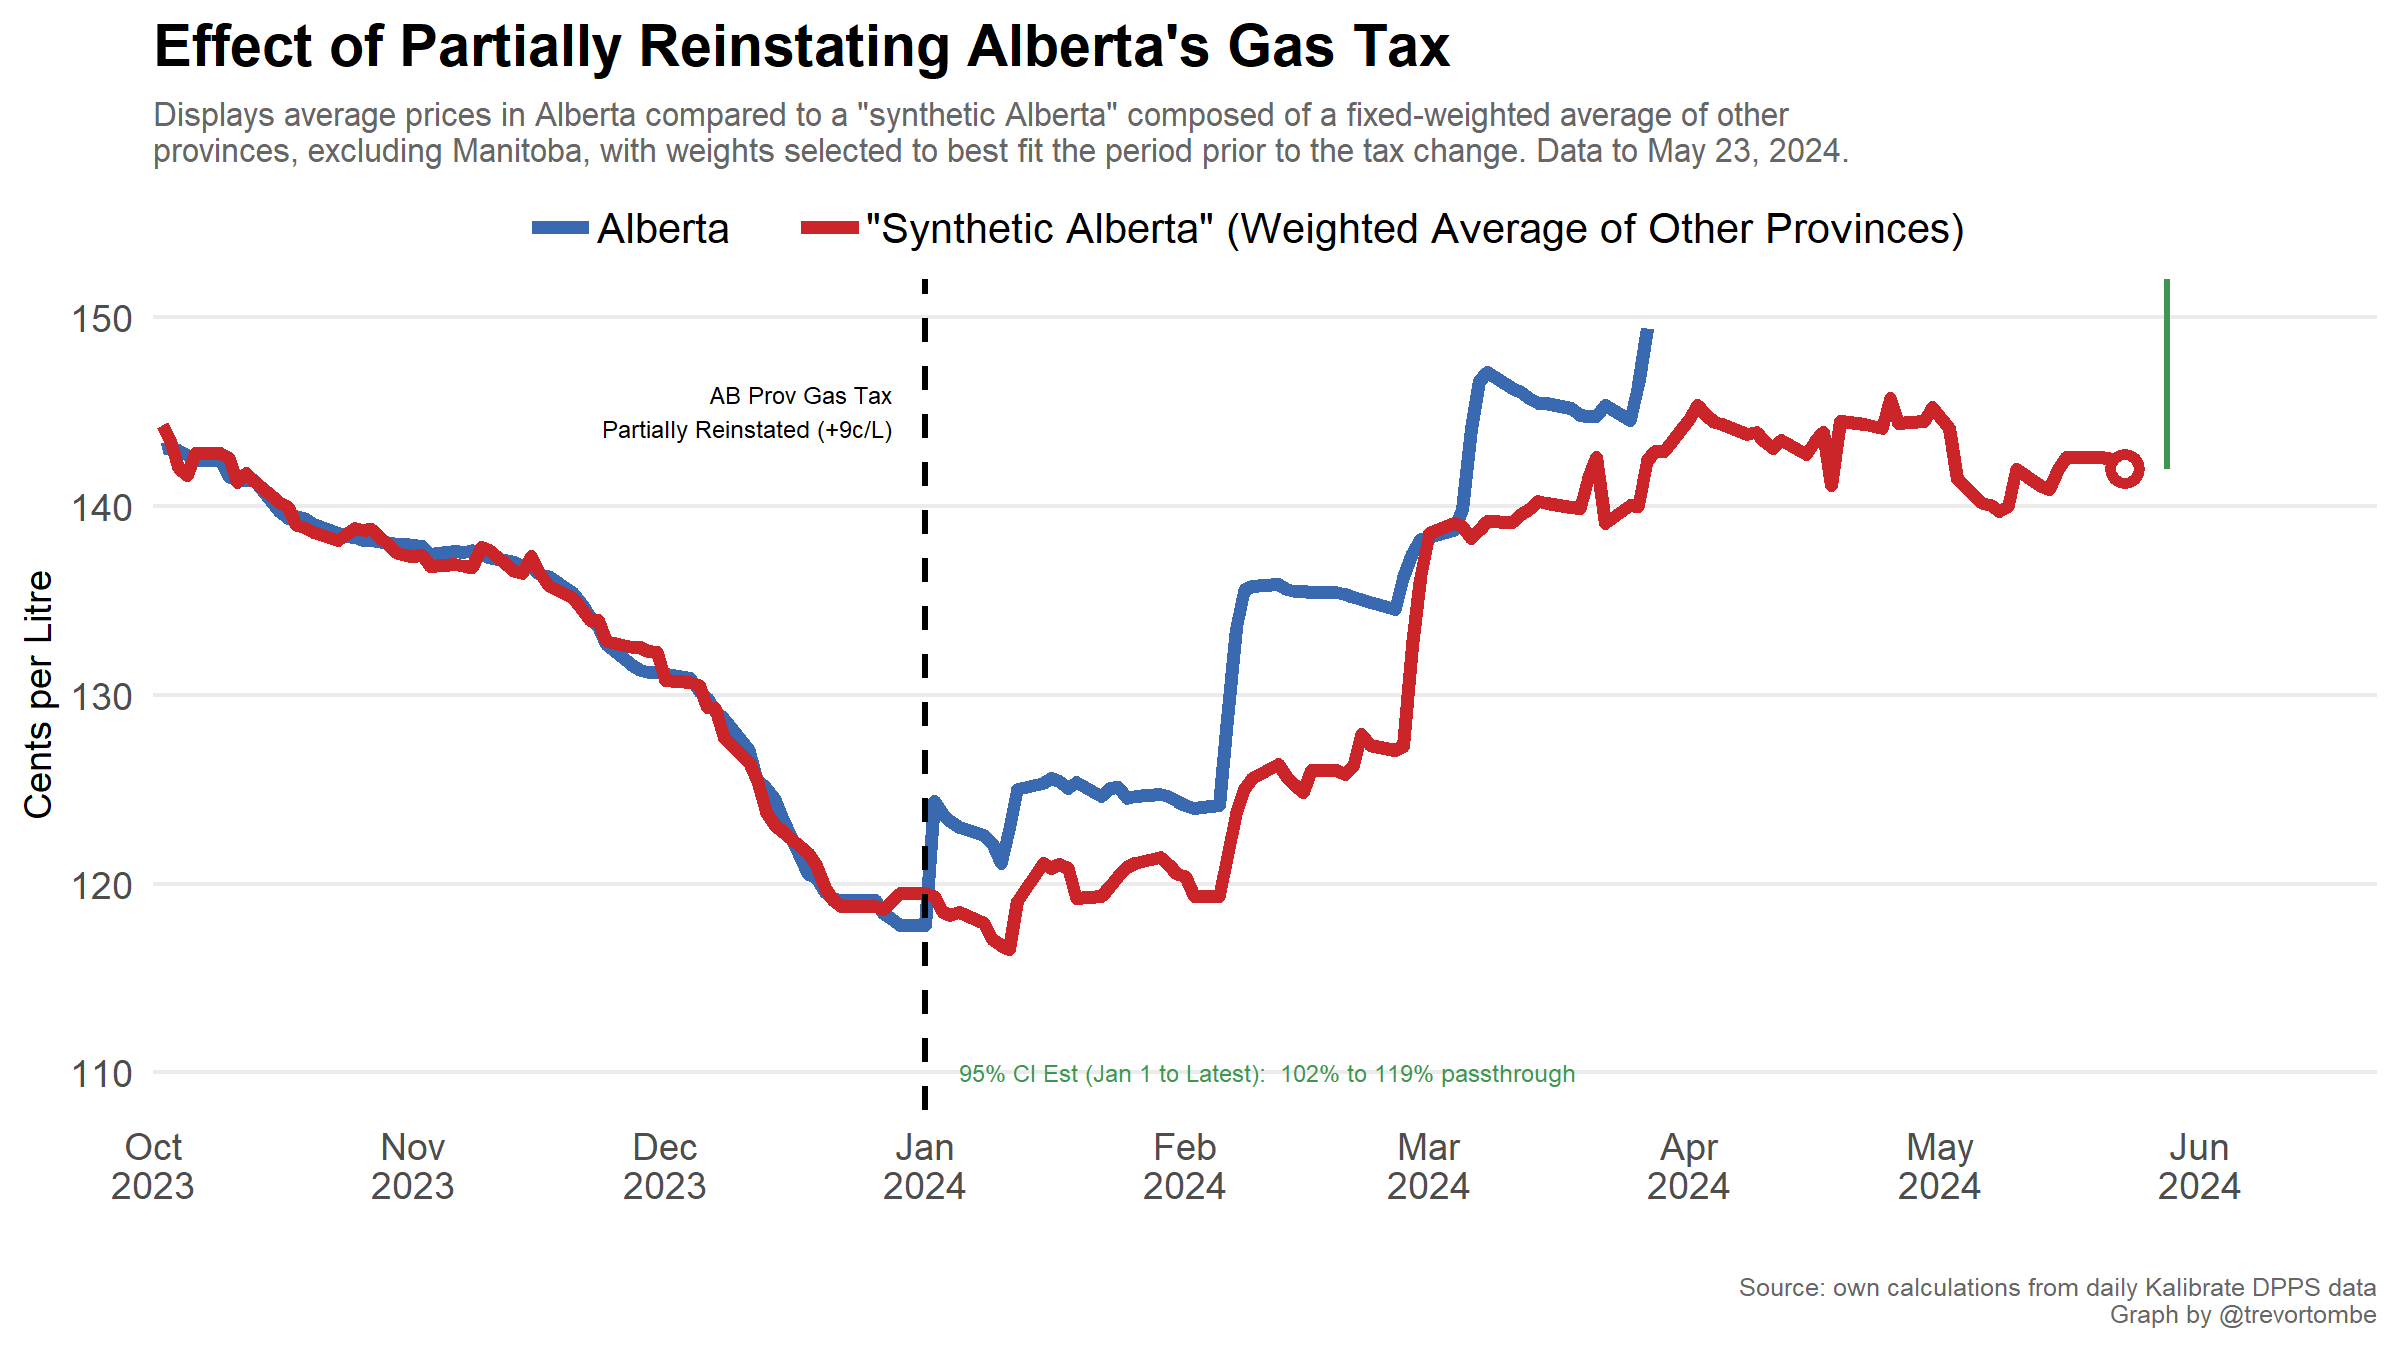 Effect of Partially Reinstating Alberta's Gas Tax
Displays average prices in Alberta compared to a "synthetic Alberta" composed of a fixed-weighted average of other
provinces, excluding Manitoba, with weights selected to best fit the period prior to the tax change. Data to May 23, 2024.
Alberta
"Synthetic Alberta" (Weighted Average of Other Provinces)
Cents per Litre
150
140
130
120
110
AB Prov Gas Tax
Partially Reinstated (+9c/L)
95% CI Est (Jan 1 to Latest): 102% to 119% passthrough
Oct
2023
Nov
2023
Dec
2023
Jan
2024
Feb
2024
Mar
2024
Apr
2024
May
2024
Jun
2024
Source: own calculations from daily Kalibrate DPPS data
Graph by @trevortombe